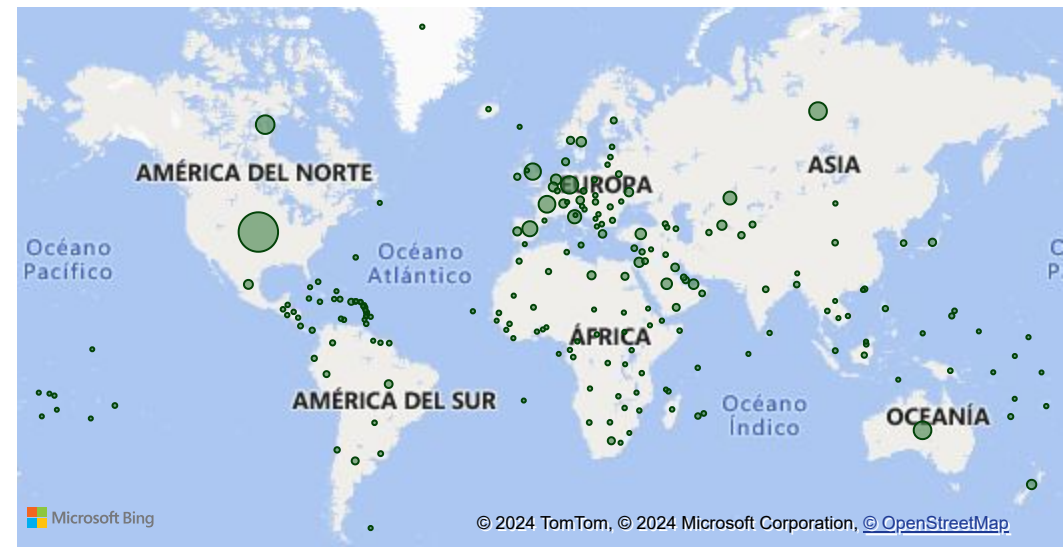 AMÉRICA DEL NORTE
EUROPA
ASIA
Océano
Pacífico
Océano
Atlántico
ÁFRICA
AMÉRICA DEL SUR
Océano
Índico
OCEANÍA
Microsoft Bing
© 2024 TomTom, © 2024 Microsoft Corporation, © OpenStreetMap